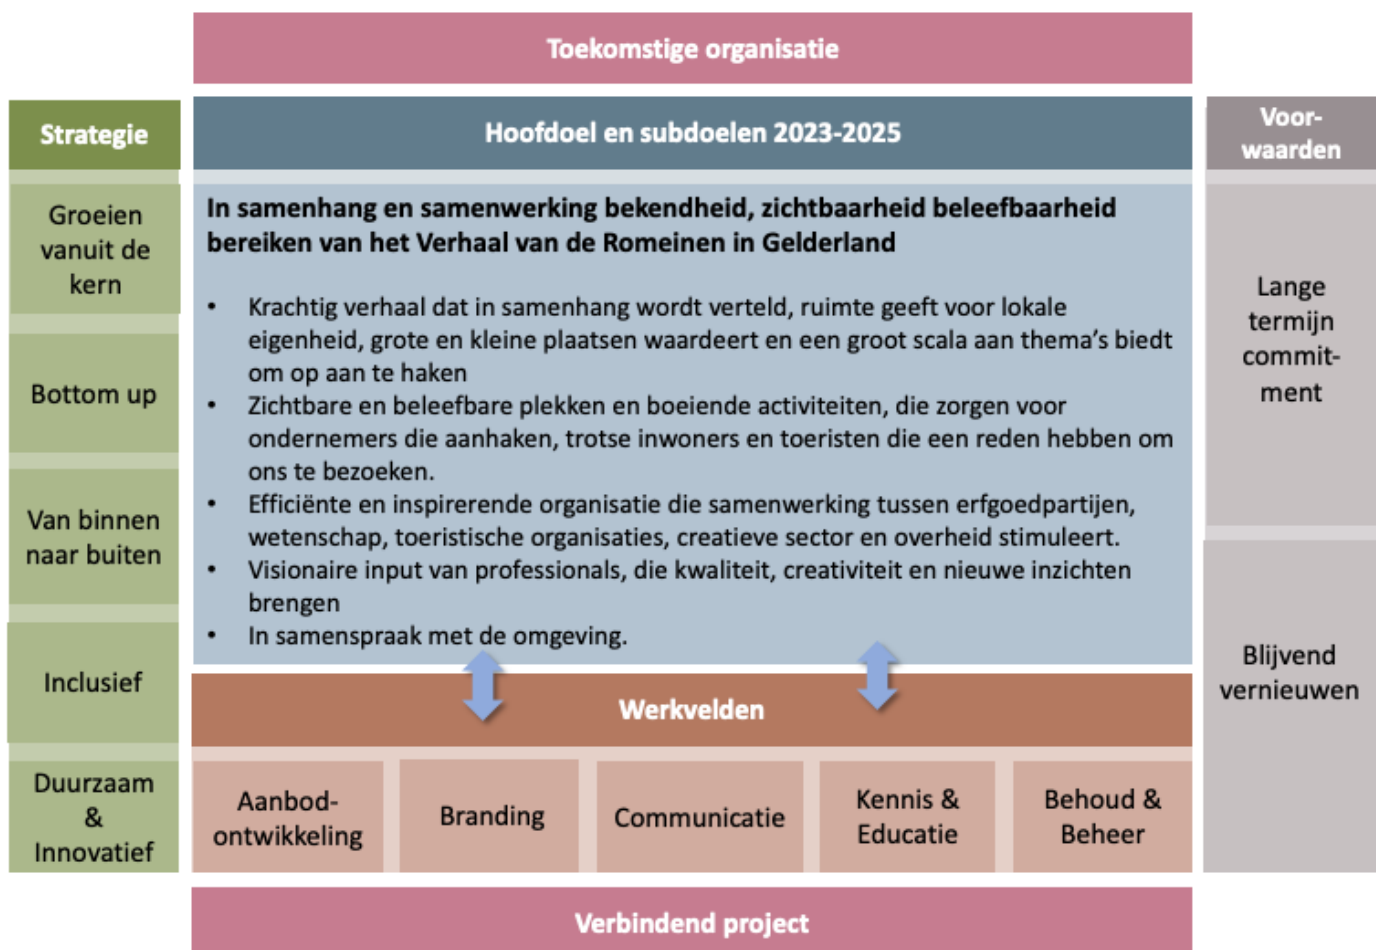 Toekomstige organisatie
Strategie
Groeien
vanuit de
kern
Bottom up
Van binnen
naar buiten
Inclusief
Duurzaam
&
Innovatief
Hoofdoel en subdoelen 2023-2025
In samenhang en samenwerking bekendheid, zichtbaarheid beleefbaarheid
bereiken van het Verhaal van de Romeinen in Gelderland
• Krachtig verhaal dat in samenhang wordt verteld, ruimte geeft voor lokale
eigenheid, grote en kleine plaatsen waardeert en een groot scala aan thema's biedt
om op aan te haken
• Zichtbare en beleefbare plekken en boeiende activiteiten, die zorgen voor
ondernemers die aanhaken, trotse inwoners en toeristen die een reden hebben om
ons te bezoeken.
• Efficiënte en inspirerende organisatie die samenwerking tussen erfgoedpartijen,
wetenschap, toeristische organisaties, creatieve sector en overheid stimuleert.
• Visionaire input van professionals, die kwaliteit, creativiteit en nieuwe inzichten
brengen
• In samenspraak met de omgeving.
Werkvelden
Aanbod-
ontwikkeling
Branding
Communicatie
Kennis &
Educatie
Behoud &
Beheer
Voor-
waarden
Lange
termijn
commit-
ment
Blijvend
vernieuwen
Verbindend project